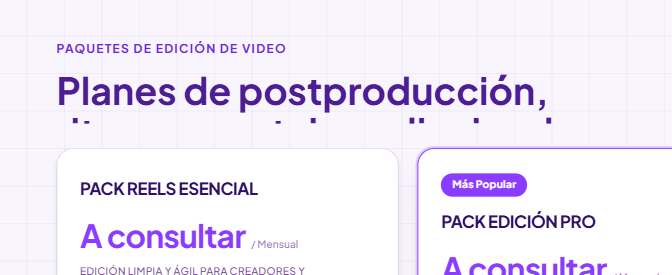 PAQUETES DE EDICIÓN DE VIDEO
Planes de postproducción,
PACK REELS ESENCIAL
A consultar / Mensual
EDICIÓN LIMPIA Y ÁGIL PARA CREADORES Y
Más Popular
PACK EDICIÓN PRO
A consultar